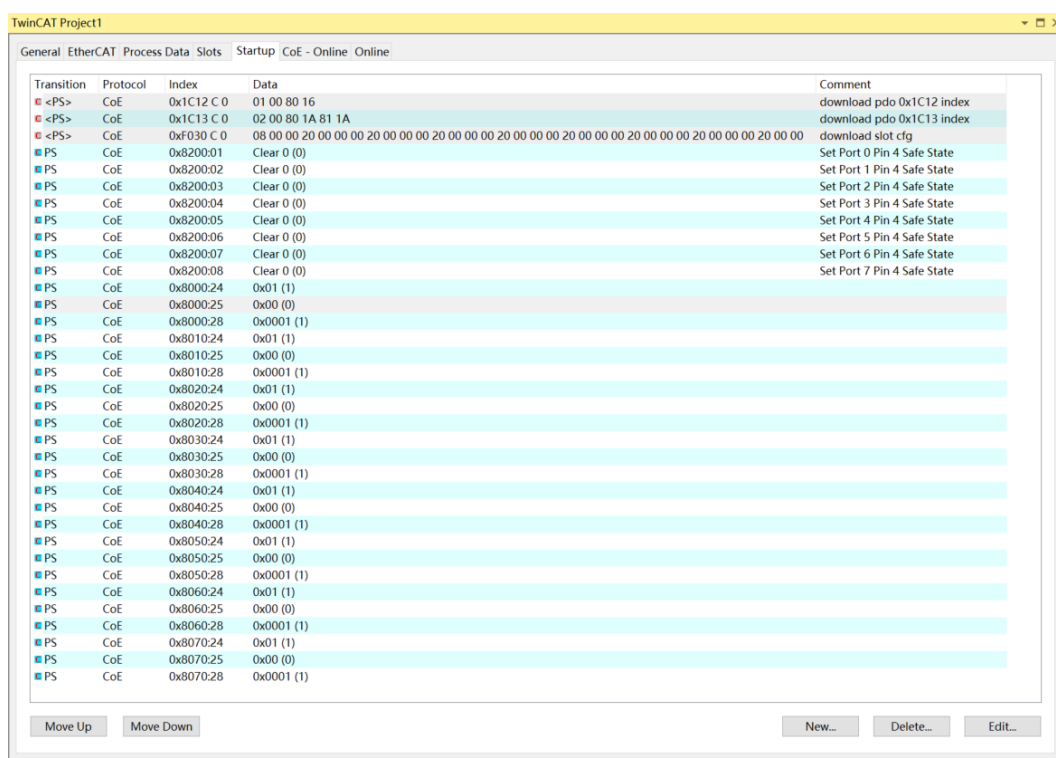 TwinCAT Project1
General EtherCAT Process Data Slots Startup CoE - Online Online
Transition Protocol Index Data Comment
C <PS> CoE 0x1C12 C 0 01 00 80 16 download pdo 0x1C12 index
C <PS> CoE 0x1C13 C 0 02 00 80 1A 81 1A download pdo 0x1C13 index
C <PS> CoE 0xF030 C 0 08 00 00 20 00 00 00 20 00 00 00 20 00 00 00 20 00 00 00 20 00 00 00 20 00 00 00 20 00 00 00 20 00 00 download slot cfg
C PS CoE 0x8200:01 Clear 0 (0) Set Port 0 Pin 4 Safe State
C PS CoE 0x8200:02 Clear 0 (0) Set Port 1 Pin 4 Safe State
C PS CoE 0x8200:03 Clear 0 (0) Set Port 2 Pin 4 Safe State
C PS CoE 0x8200:04 Clear 0 (0) Set Port 3 Pin 4 Safe State
C PS CoE 0x8200:05 Clear 0 (0) Set Port 4 Pin 4 Safe State
C PS CoE 0x8200:06 Clear 0 (0) Set Port 5 Pin 4 Safe State
C PS CoE 0x8200:07 Clear 0 (0) Set Port 6 Pin 4 Safe State
C PS CoE 0x8200:08 Clear 0 (0) Set Port 7 Pin 4 Safe State
C PS CoE 0x8000:24 0x01 (1)
C PS CoE 0x8000:25 0x00 (0)
C PS CoE 0x8000:28 0x0001 (1)
C PS CoE 0x8010:24 0x01 (1)
C PS CoE 0x8010:25 0x00 (0)
C PS CoE 0x8010:28 0x0001 (1)
C PS CoE 0x8020:24 0x01 (1)
C PS CoE 0x8020:25 0x00 (0)
C PS CoE 0x8020:28 0x0001 (1)
C PS CoE 0x8030:24 0x01 (1)
C PS CoE 0x8030:25 0x00 (0)
C PS CoE 0x8030:28 0x0001 (1)
C PS CoE 0x8040:24 0x01 (1)
C PS CoE 0x8040:25 0x00 (0)
C PS CoE 0x8040:28 0x0001 (1)
C PS CoE 0x8050:24 0x01 (1)
C PS CoE 0x8050:25 0x00 (0)
C PS CoE 0x8050:28 0x0001 (1)
C PS CoE 0x8060:24 0x01 (1)
C PS CoE 0x8060:25 0x00 (0)
C PS CoE 0x8060:28 0x0001 (1)
C PS CoE 0x8070:24 0x01 (1)
C PS CoE 0x8070:25 0x00 (0)
C PS CoE 0x8070:28 0x0001 (1)
Move Up Move Down New... Delete... Edit...